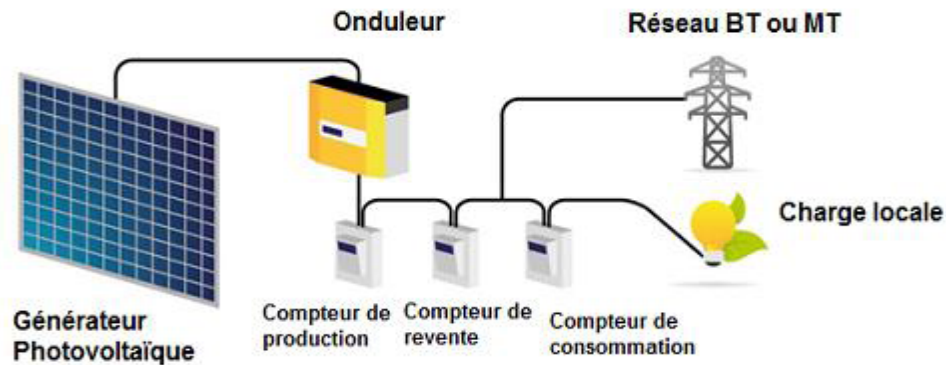 Onduleur
Réseau BT ou MT
Charge locale
Générateur
Photovoltaïque
Compteur de
production
Compteur de
revente
Compteur de
consommation